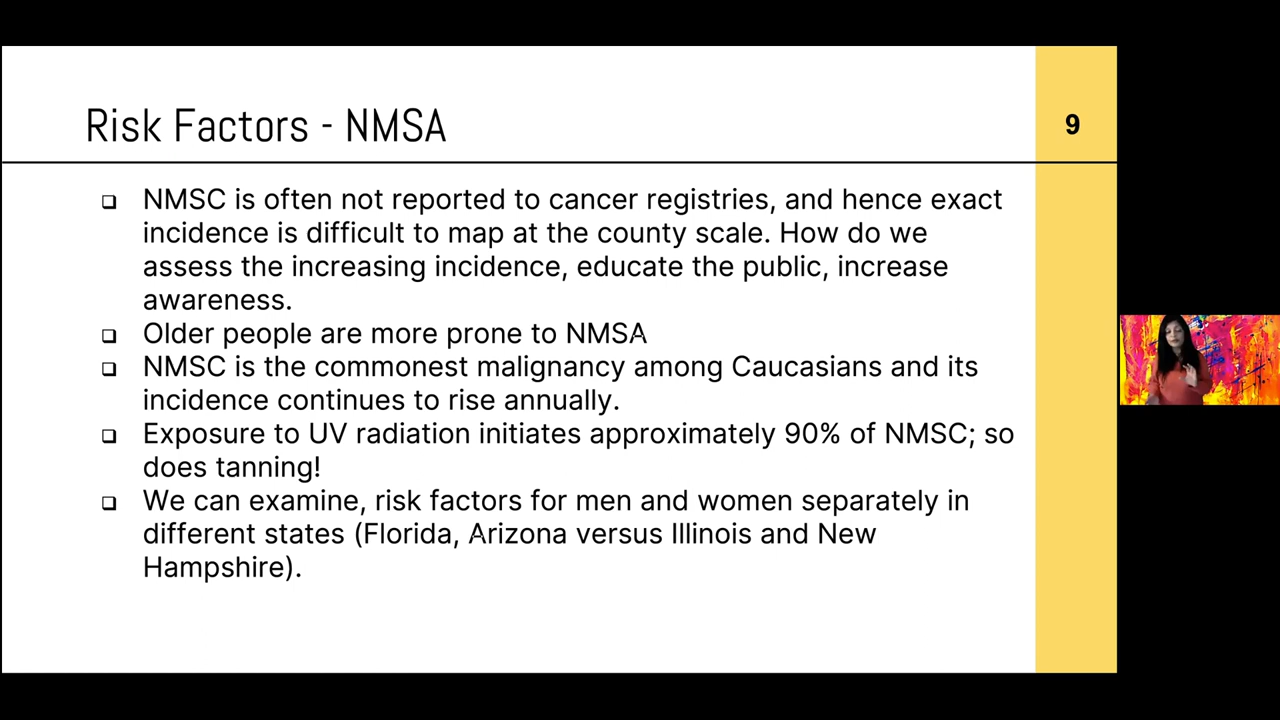 Risk Factors - NMSA
9
❑ NMSC is often not reported to cancer registries, and hence exact
incidence is difficult to map at the county scale. How do we
assess the increasing incidence, educate the public, increase
awareness.
❑ Older people are more prone to NMSA
❑ NMSC is the commonest malignancy among Caucasians and its
incidence continues to rise annually.
❑ Exposure to UV radiation initiates approximately 90% of NMSC; so
does tanning!
❑ We can examine, risk factors for men and women separately in
different states (Florida, Arizona versus Illinois and New
Hampshire).